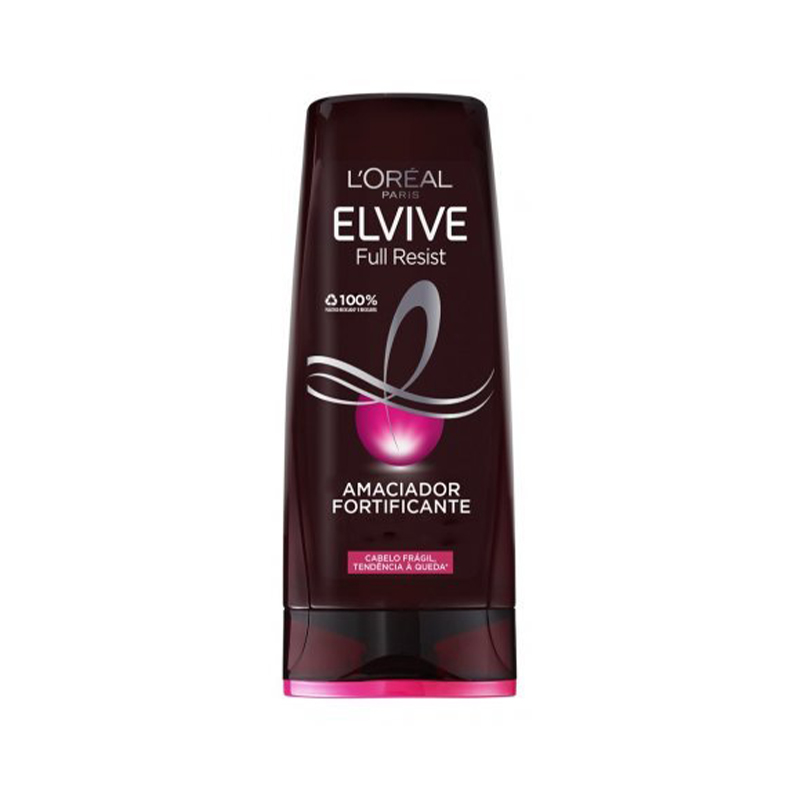 L'ORÉAL
PARIS
ELVIVE
Full Resist
100%
AMACIADOR
FORTIFICANTE
CABELO FRÁGIL,
TENDÊNCIA À QUEDA*